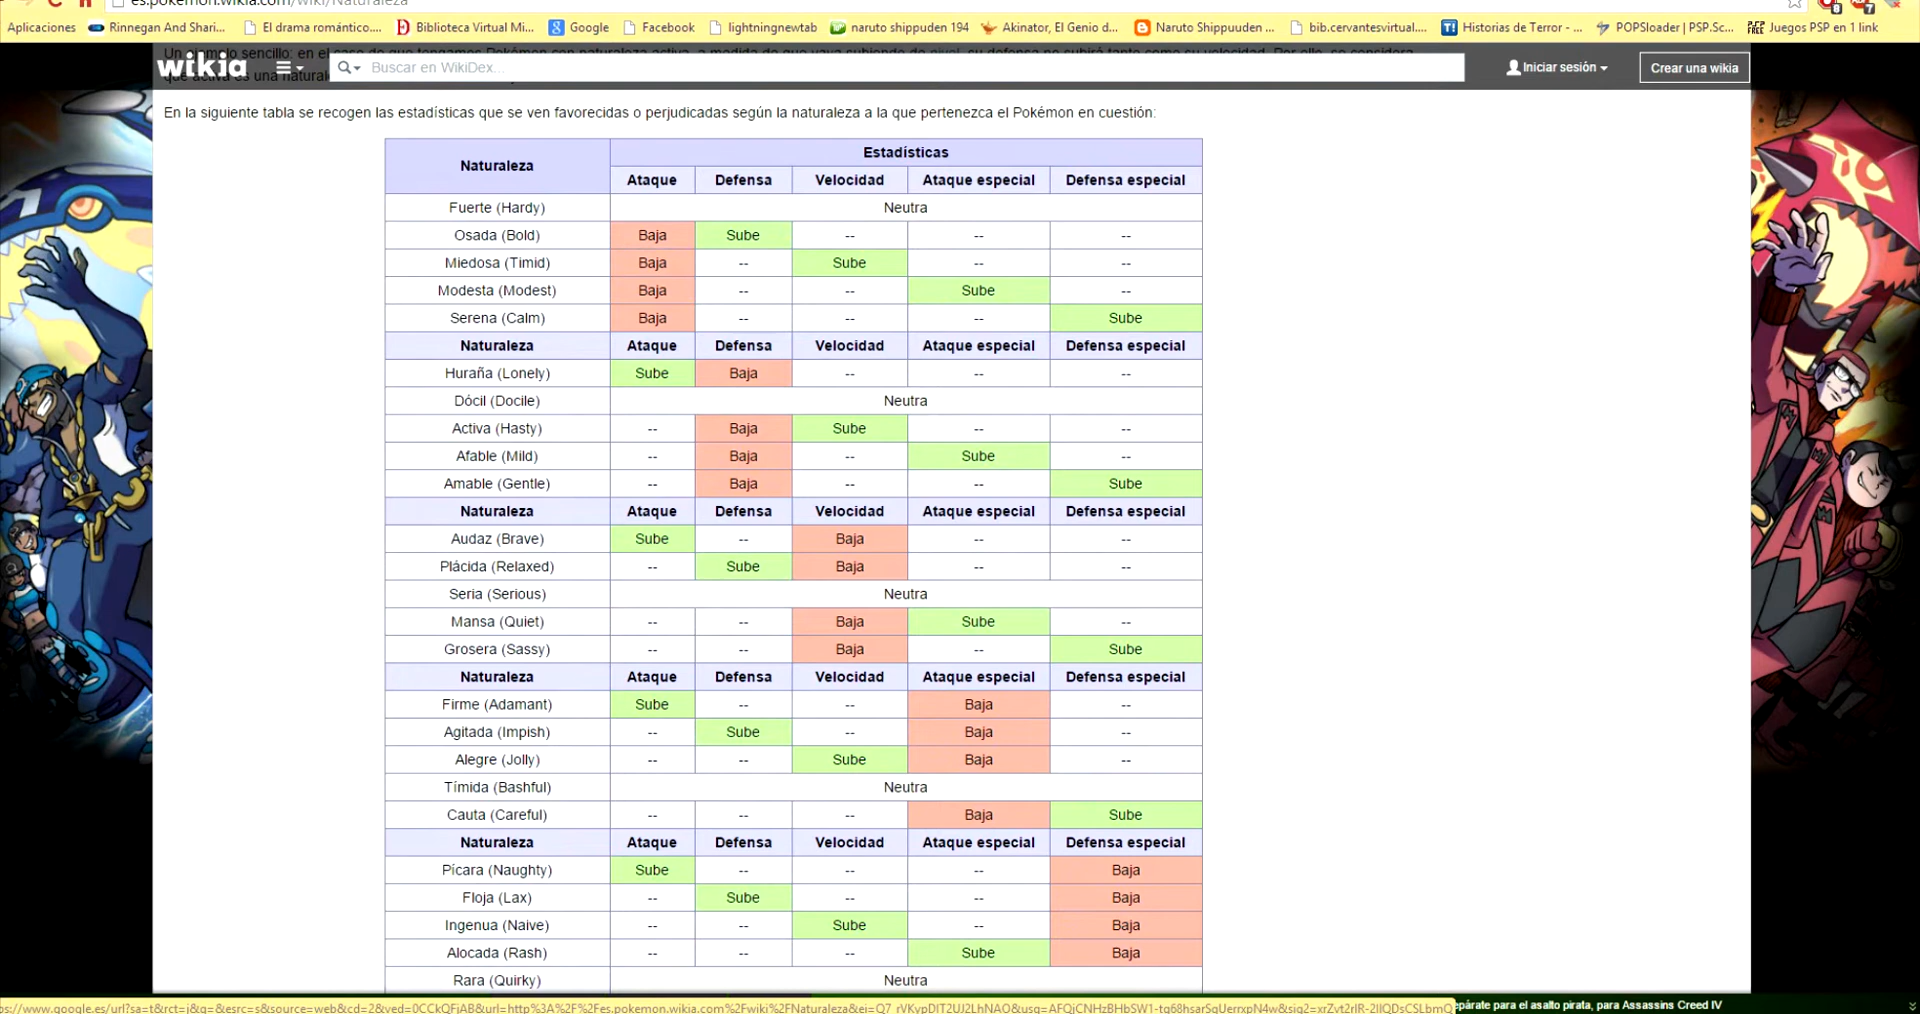 es.pokemon.wikia.com/wiki/Naturaleza
Aplicaciones Rinnegan And Shari... El drama romántico.... Biblioteca Virtual Mi... Google Facebook lightningnewtab naruto shippuden 194 Akinator, El Genio d... Naruto Shippuuden ... bib.cervantesvirtual... Historias de Terror - ... POPSloader | PSP.Sc... Juegos PSP en 1 link
wikia Buscar en WikiDex... Iniciar sesión Crear una wikia
En la siguiente tabla se recogen las estadísticas que se ven favorecidas o perjudicadas según la naturaleza a la que pertenezca el Pokémon en cuestión:
Naturaleza Estadísticas
Ataque Defensa Velocidad Ataque especial Defensa especial
Fuerte (Hardy) Neutra
Osada (Bold) Baja Sube -- -- --
Miedosa (Timid) Baja -- Sube -- --
Modesta (Modest) Baja -- -- Sube --
Serena (Calm) Baja -- -- -- Sube
Naturaleza Ataque Defensa Velocidad Ataque especial Defensa especial
Huraña (Lonely) Sube Baja -- -- --
Dócil (Docile) Neutra
Activa (Hasty) -- Baja Sube -- --
Afable (Mild) -- Baja -- Sube --
Amable (Gentle) -- Baja -- -- Sube
Naturaleza Ataque Defensa Velocidad Ataque especial Defensa especial
Audaz (Brave) Sube -- Baja -- --
Plácida (Relaxed) -- Sube Baja -- --
Seria (Serious) Neutra
Mansa (Quiet) -- -- Baja Sube --
Grosera (Sassy) -- -- Baja -- Sube
Naturaleza Ataque Defensa Velocidad Ataque especial Defensa especial
Firme (Adamant) Sube -- -- Baja --
Agitada (Impish) -- Sube -- Baja --
Alegre (Jolly) -- -- Sube Baja --
Tímida (Bashful) Neutra
Cauta (Careful) -- -- -- Baja Sube
Naturaleza Ataque Defensa Velocidad Ataque especial Defensa especial
Pícara (Naughty) Sube -- -- -- Baja
Floja (Lax) -- Sube -- -- Baja
Ingenua (Naive) -- -- Sube -- Baja
Alocada (Rash) -- -- -- Sube Baja
Rara (Quirky) Neutra
epárate para el asalto pirata, para Assassins Creed IV